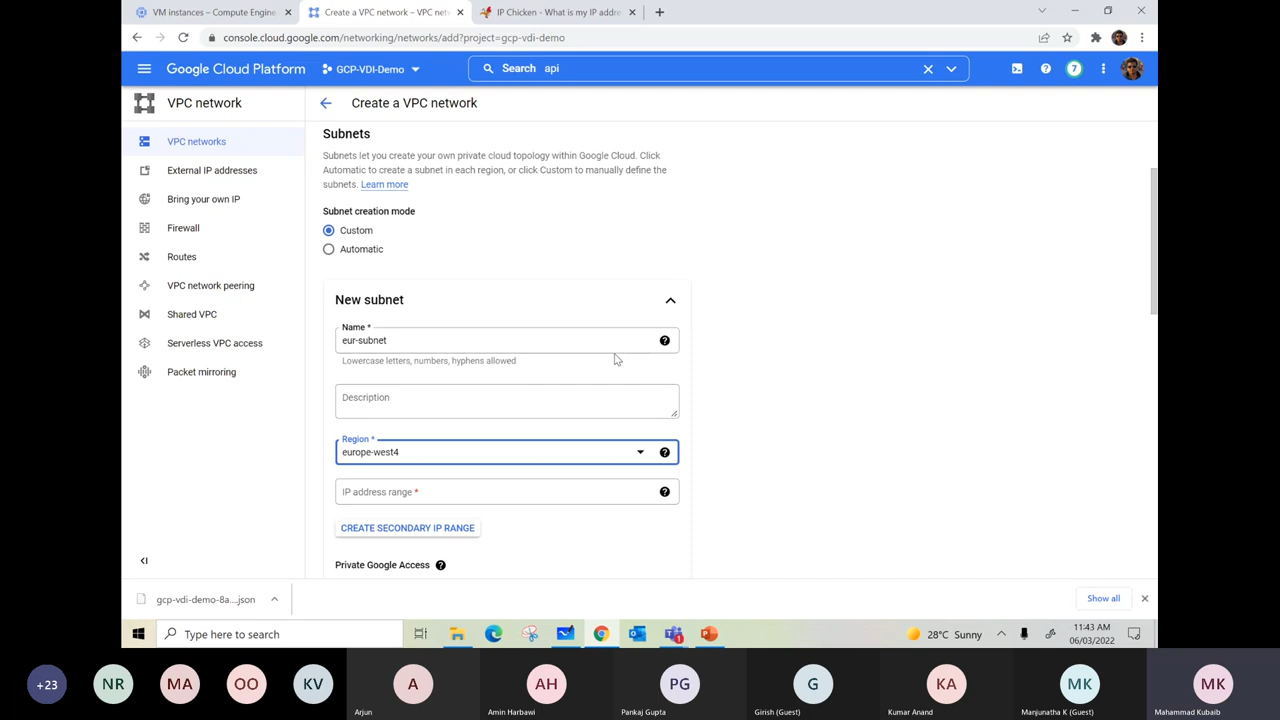 VM instances – Compute Engine
Create a VPC network – VPC net
IP Chicken - What is my IP addre
console.cloud.google.com/networking/networks/add?project=gcp-vdi-demo
Google Cloud Platform
GCP-VDI-Demo
Search api
7
VPC network
Create a VPC network
VPC networks
External IP addresses
Bring your own IP
Firewall
Routes
VPC network peering
Shared VPC
Serverless VPC access
Packet mirroring
Subnets
Subnets let you create your own private cloud topology within Google Cloud. Click
Automatic to create a subnet in each region, or click Custom to manually define the
subnets. Learn more
Subnet creation mode
Custom
Automatic
New subnet
Name *
eur-subnet
Lowercase letters, numbers, hyphens allowed
Description
Region *
europe-west4
IP address range *
CREATE SECONDARY IP RANGE
Private Google Access
gcp-vdi-demo-8a....json
Show all
Type here to search
1
28°C Sunny
11:43 AM
06/03/2022
+23
NR
MA
OO
KV
A
AH
PG
G
KA
MK
MK
Arjun
Amin Harbawi
Pankaj Gupta
Girish (Guest)
Kumar Anand
Manjunatha K (Guest)
Mahammad Kubaib